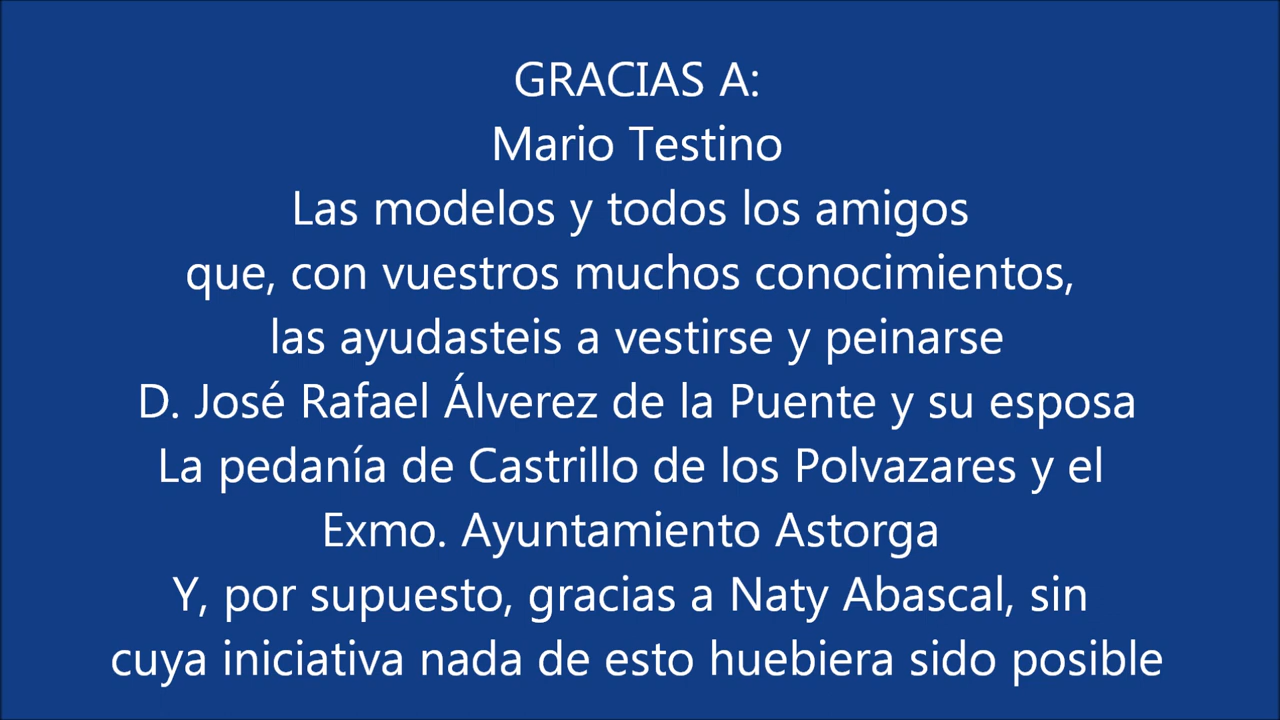 GRACIAS A:
Mario Testino
Las modelos y todos los amigos
que, con vuestros muchos conocimientos,
las ayudasteis a vestirse y peinarse
D. José Rafael Álverez de la Puente y su esposa
La pedanía de Castrillo de los Polvazares y el
Exmo. Ayuntamiento Astorga
Y, por supuesto, gracias a Naty Abascal, sin
cuya iniciativa nada de esto huebiera sido posible